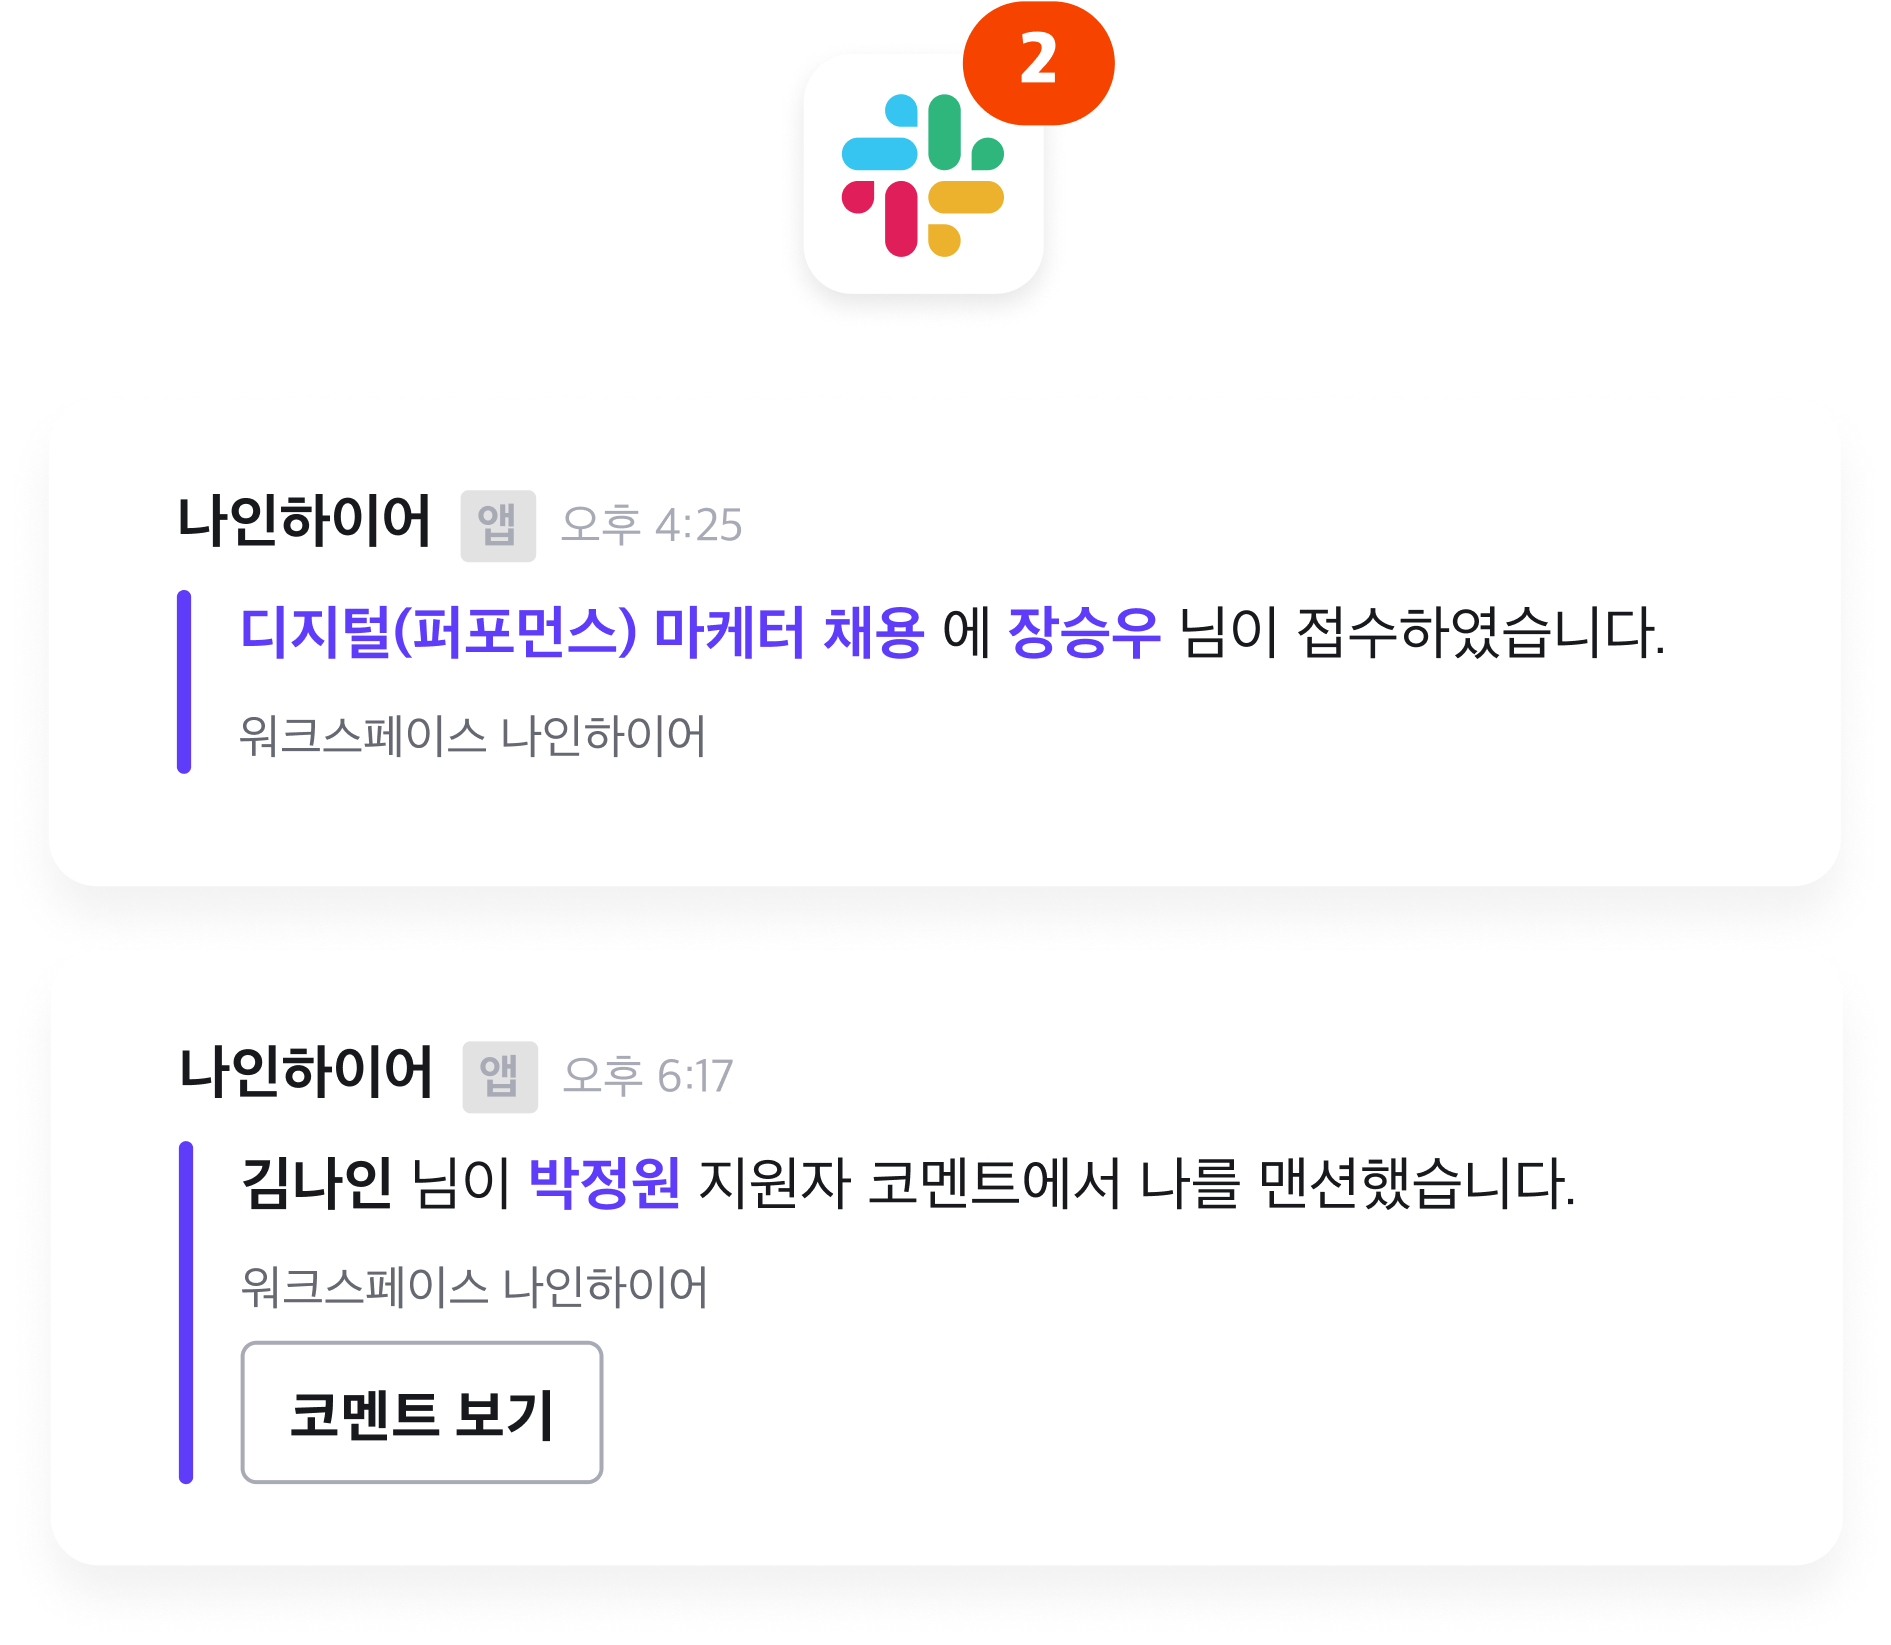 2
나인하이어 앱 오후 4:25
디지털(퍼포먼스) 마케터 채용 에 장승우 님이 접수하였습니다.
워크스페이스 나인하이어
나인하이어 앱 오후 6:17
김나인 님이 박정원 지원자 코멘트에서 나를 맨션했습니다.
워크스페이스 나인하이어
코멘트 보기